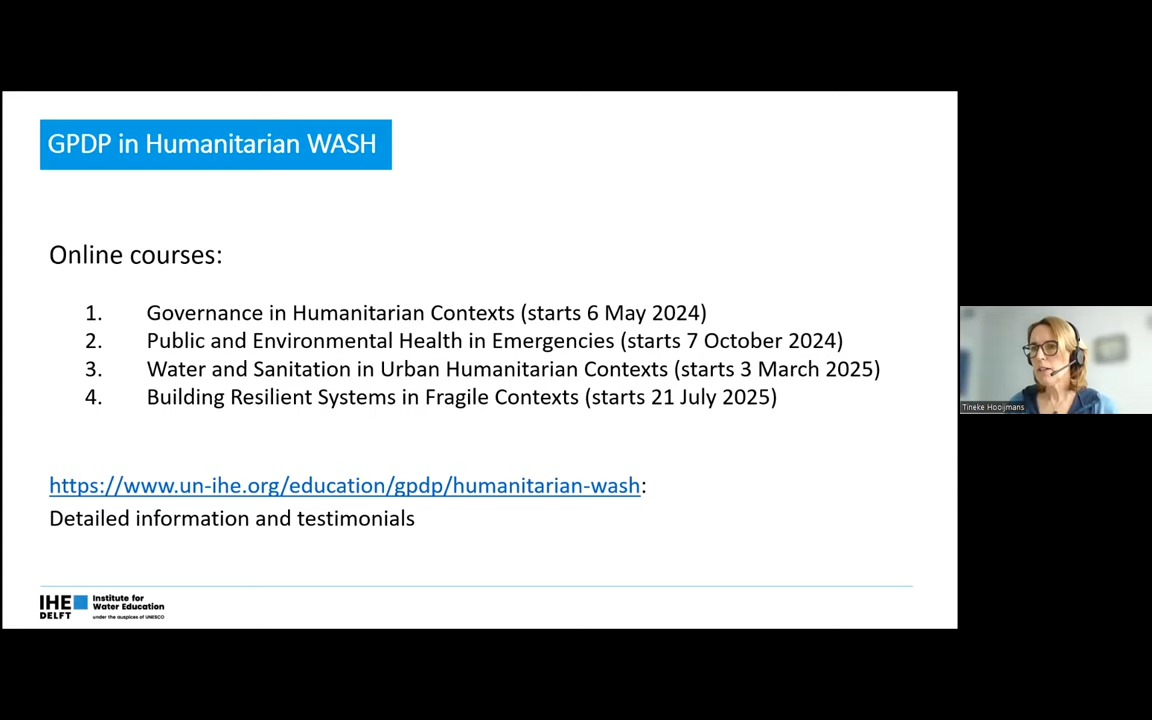 GPDP in Humanitarian WASH
Online courses:
1. Governance in Humanitarian Contexts (starts 6 May 2024)
2. Public and Environmental Health in Emergencies (starts 7 October 2024)
3. Water and Sanitation in Urban Humanitarian Contexts (starts 3 March 2025)
4. Building Resilient Systems in Fragile Contexts (starts 21 July 2025)
https://www.un-ihe.org/education/gpdp/humanitarian-wash:
Detailed information and testimonials
IHE DELFT
Institute for
Water Education
under the auspices of UNESCO
Tineke Hooijmans